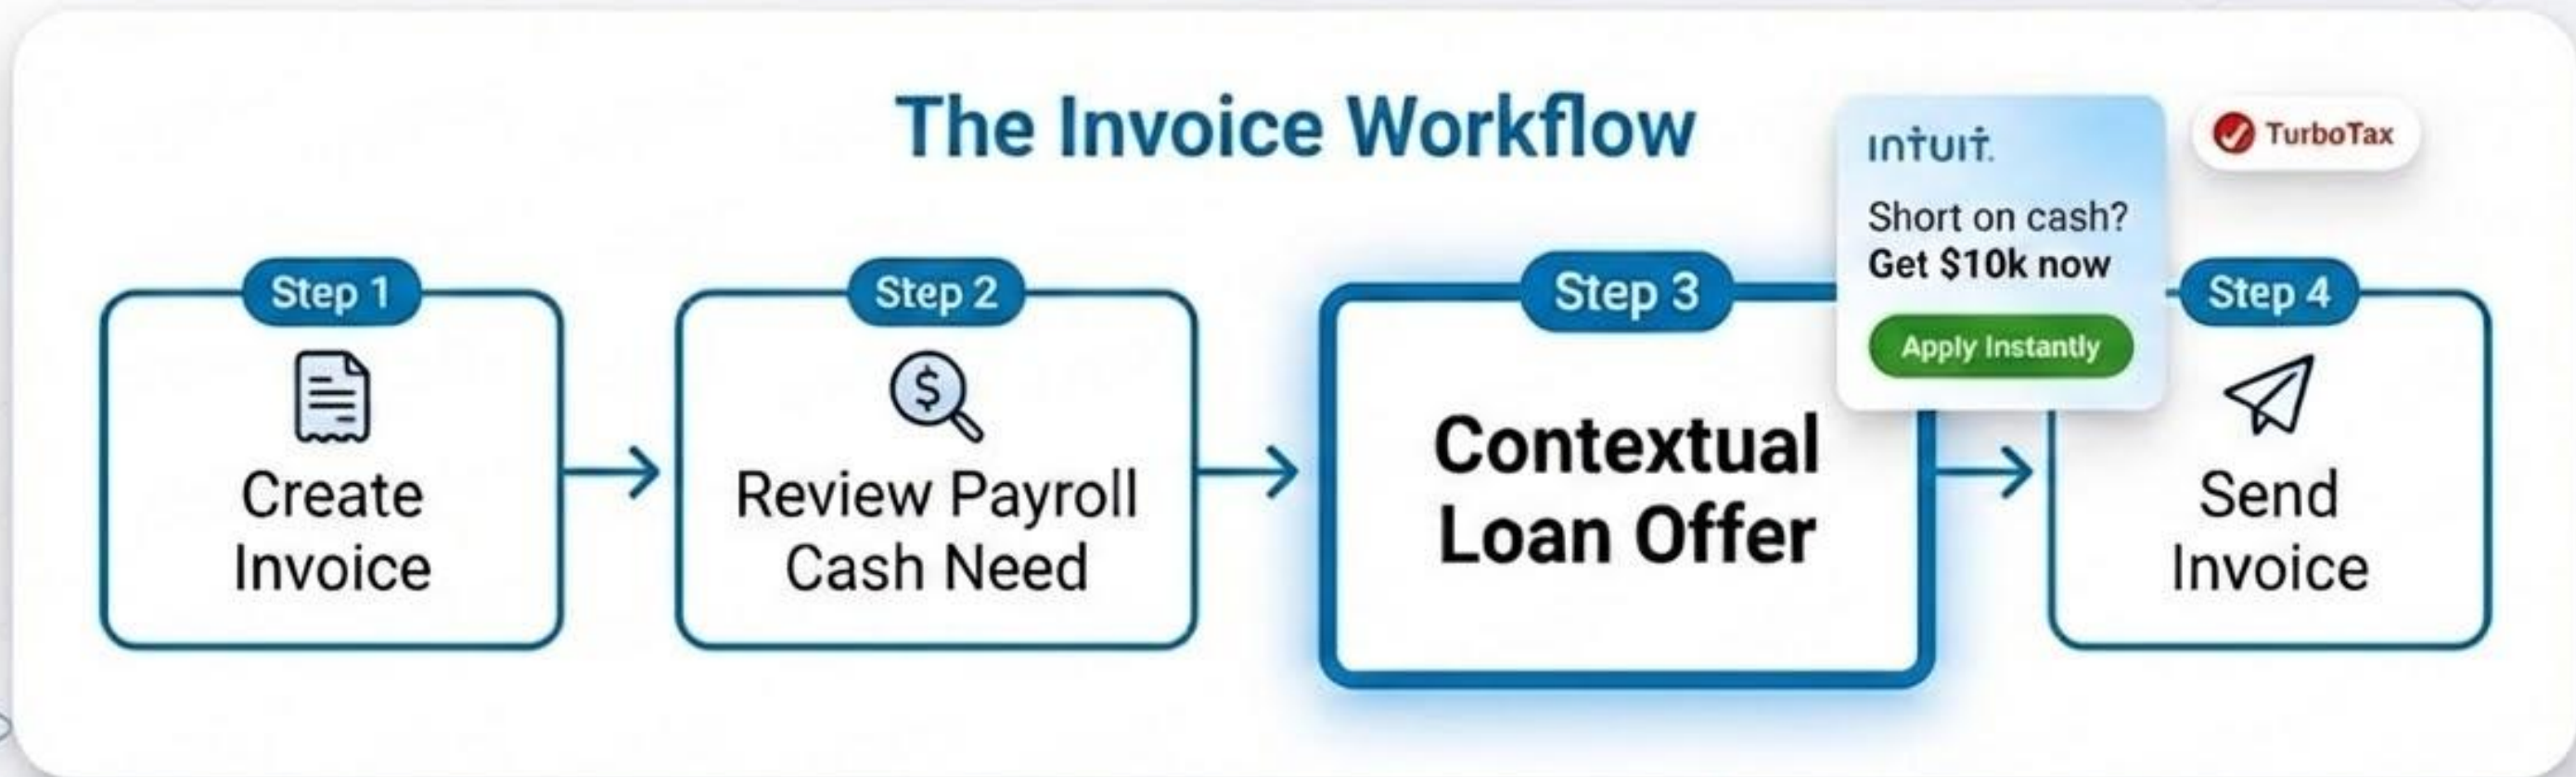 The Invoice Workflow
INTUIT.
Short on cash?
Get $10k now
Apply Instantly
TurboTax
Step 1
Create
Invoice
Step 2
$
Review Payroll
Cash Need
Step 3
Contextual
Loan Offer
Step 4
Send
Invoice